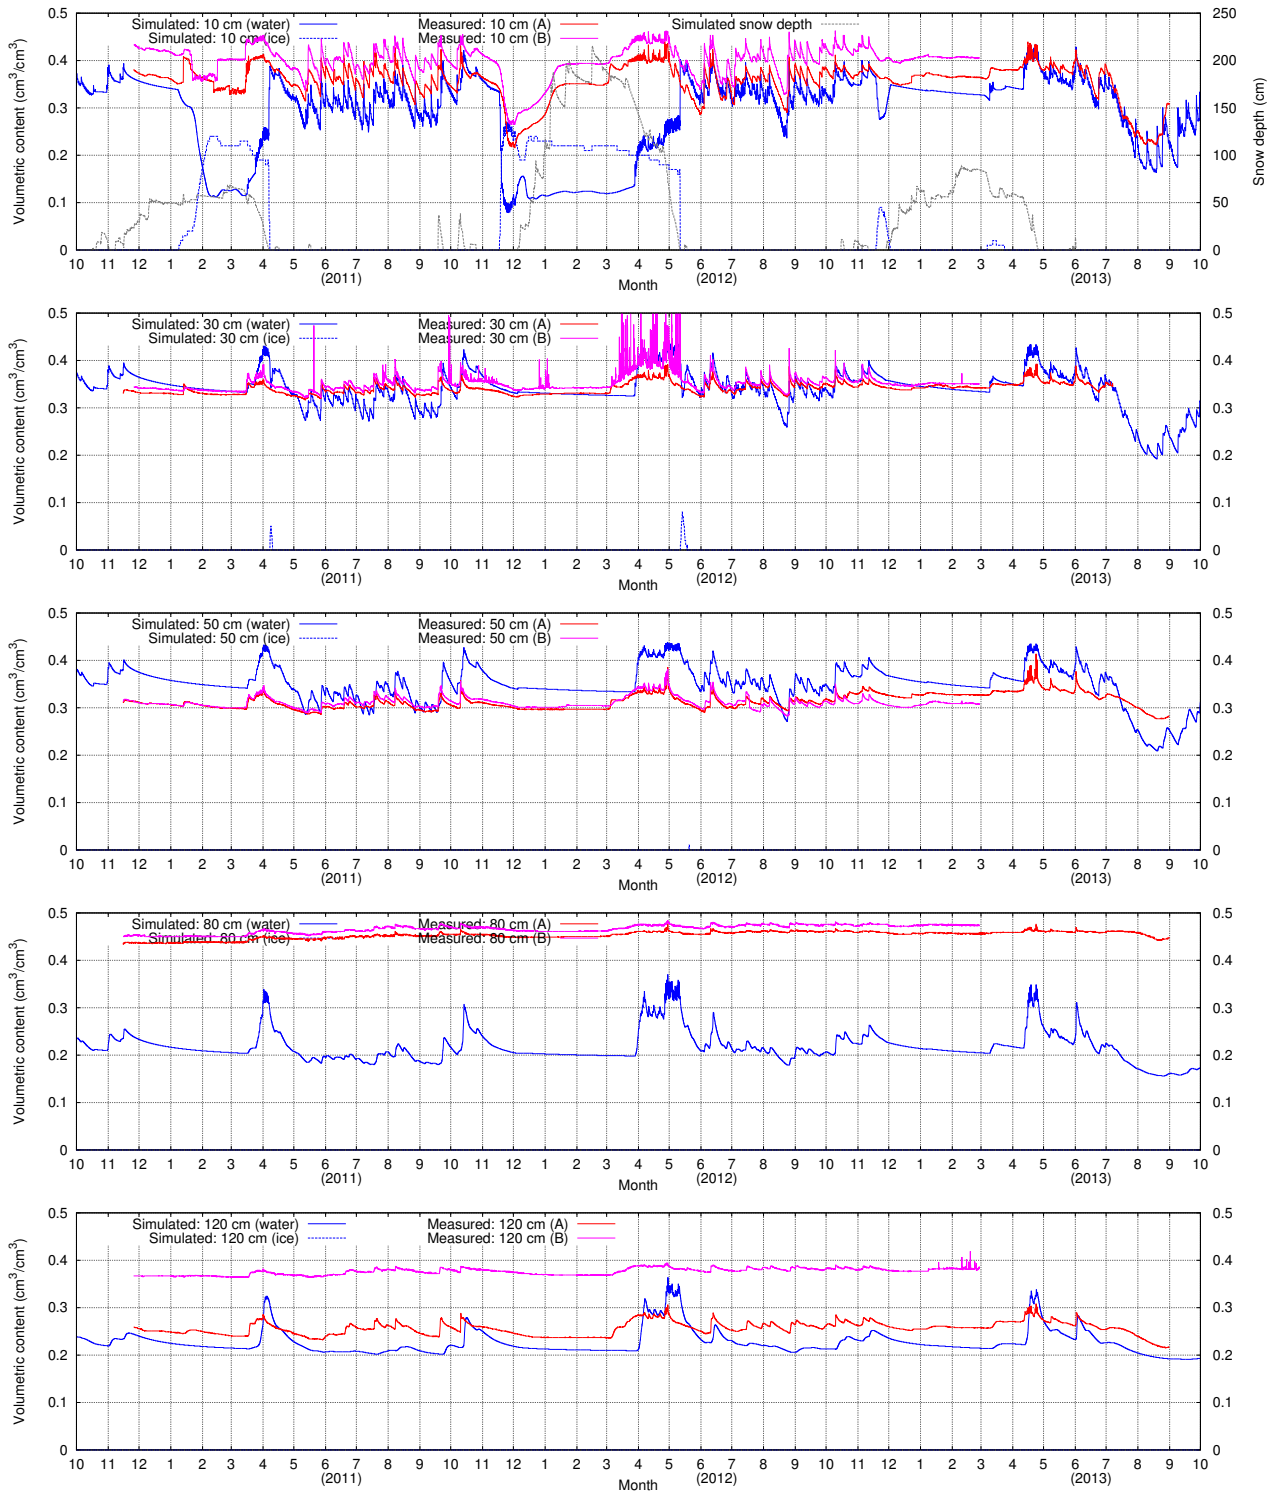 Simulated: 10 cm (water)
Simulated: 10 cm (ice)
Measured: 10 cm (A)
Measured: 10 cm (B)
Simulated snow depth
Volumetric content (cm3/cm3)
0.5
0.4
0.3
0.2
0.1
0
250
200
150
100
50
0
Snow depth (cm)
10 11 12 1 2 3 4 5 6 7 8 9 10 12 1 2 3 4 5 6 7 8 9 10 11 12 1 2 3 4 5 6 7 8 9 10
(2011) (2012) (2013)
Month
Simulated: 30 cm (water)
Simulated: 30 cm (ice)
Measured: 30 cm (A)
Measured: 30 cm (B)
Volumetric content (cm3/cm3)
0.5
0.4
0.3
0.2
0.1
0
0.5
0.4
0.3
0.2
0.1
0
10 11 12 1 2 3 4 5 6 7 8 9 10 12 1 2 3 4 5 6 7 8 9 10 11 12 1 2 3 4 5 6 7 8 9 10
(2011) (2012) (2013)
Month
Simulated: 50 cm (water)
Simulated: 50 cm (ice)
Measured: 50 cm (A)
Measured: 50 cm (B)
Volumetric content (cm3/cm3)
0.5
0.4
0.3
0.2
0.1
0
0.5
0.4
0.3
0.2
0.1
0
10 11 12 1 2 3 4 5 6 7 8 9 10 12 1 2 3 4 5 6 7 8 9 10 11 12 1 2 3 4 5 6 7 8 9 10
(2011) (2012) (2013)
Month
Simulated: 80 cm (water)
Simulated: 80 cm (ice)
Measured: 80 cm (A)
Measured: 80 cm (B)
Volumetric content (cm3/cm3)
0.5
0.4
0.3
0.2
0.1
0
0.5
0.4
0.3
0.2
0.1
0
10 11 12 1 2 3 4 5 6 7 8 9 10 12 1 2 3 4 5 6 7 8 9 10 11 12 1 2 3 4 5 6 7 8 9 10
(2011) (2012) (2013)
Month
Simulated: 120 cm (water)
Simulated: 120 cm (ice)
Measured: 120 cm (A)
Measured: 120 cm (B)
Volumetric content (cm3/cm3)
0.5
0.4
0.3
0.2
0.1
0
0.5
0.4
0.3
0.2
0.1
0
10 11 12 1 2 3 4 5 6 7 8 9 10 12 1 2 3 4 5 6 7 8 9 10 11 12 1 2 3 4 5 6 7 8 9 10
(2011) (2012) (2013)
Month